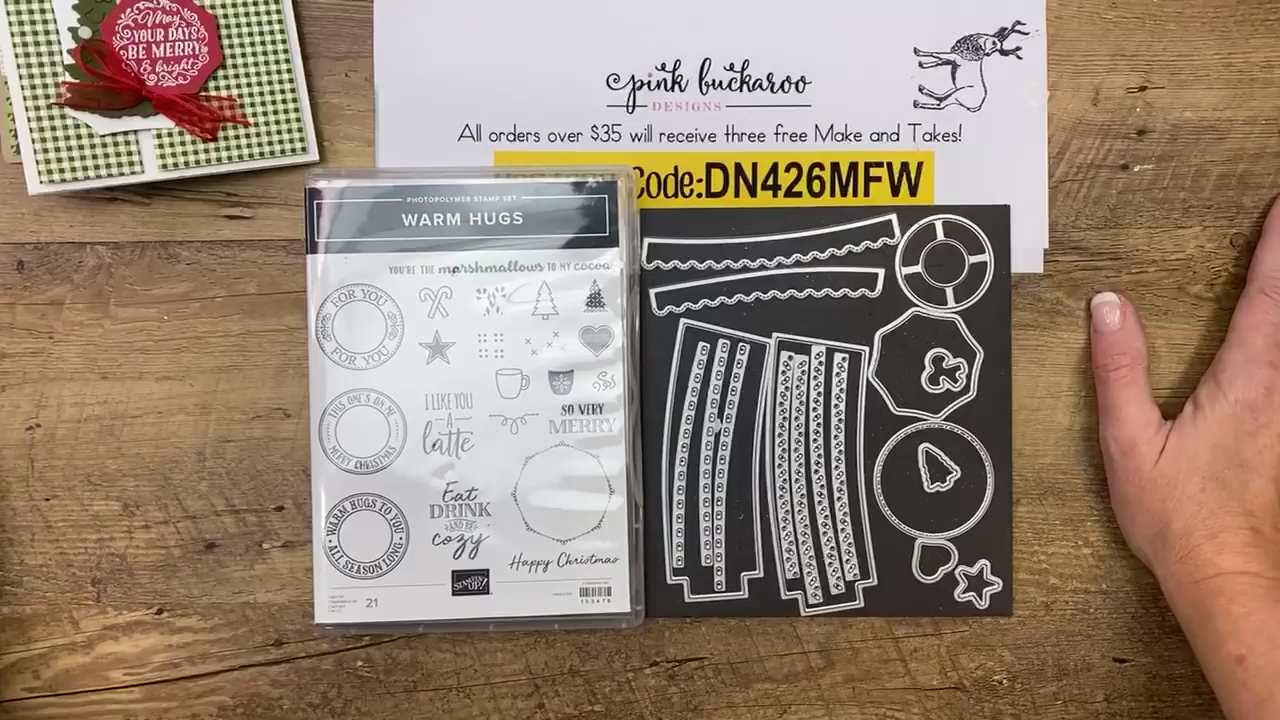 May
YOUR DAYS
BE MERRY
& bright
pink buckaroo
DESIGNS
All orders over $35 will receive three free Make and Takes!
Code:DN426MFW
PHOTOPOLYMER STAMP SET
WARM HUGS
YOU'RE THE marshmallows TO MY cocoa
FOR YOU
FOR YOU
THIS ONE'S ON ME
MERRY CHRISTMAS
I LIKE YOU
A
latte
SO VERY
MERRY
WARM HUGS TO YOU
ALL SEASON LONG
Eat
DRINK
AND BE
cozy
Happy Christmas
STAMPIN' UP!
21